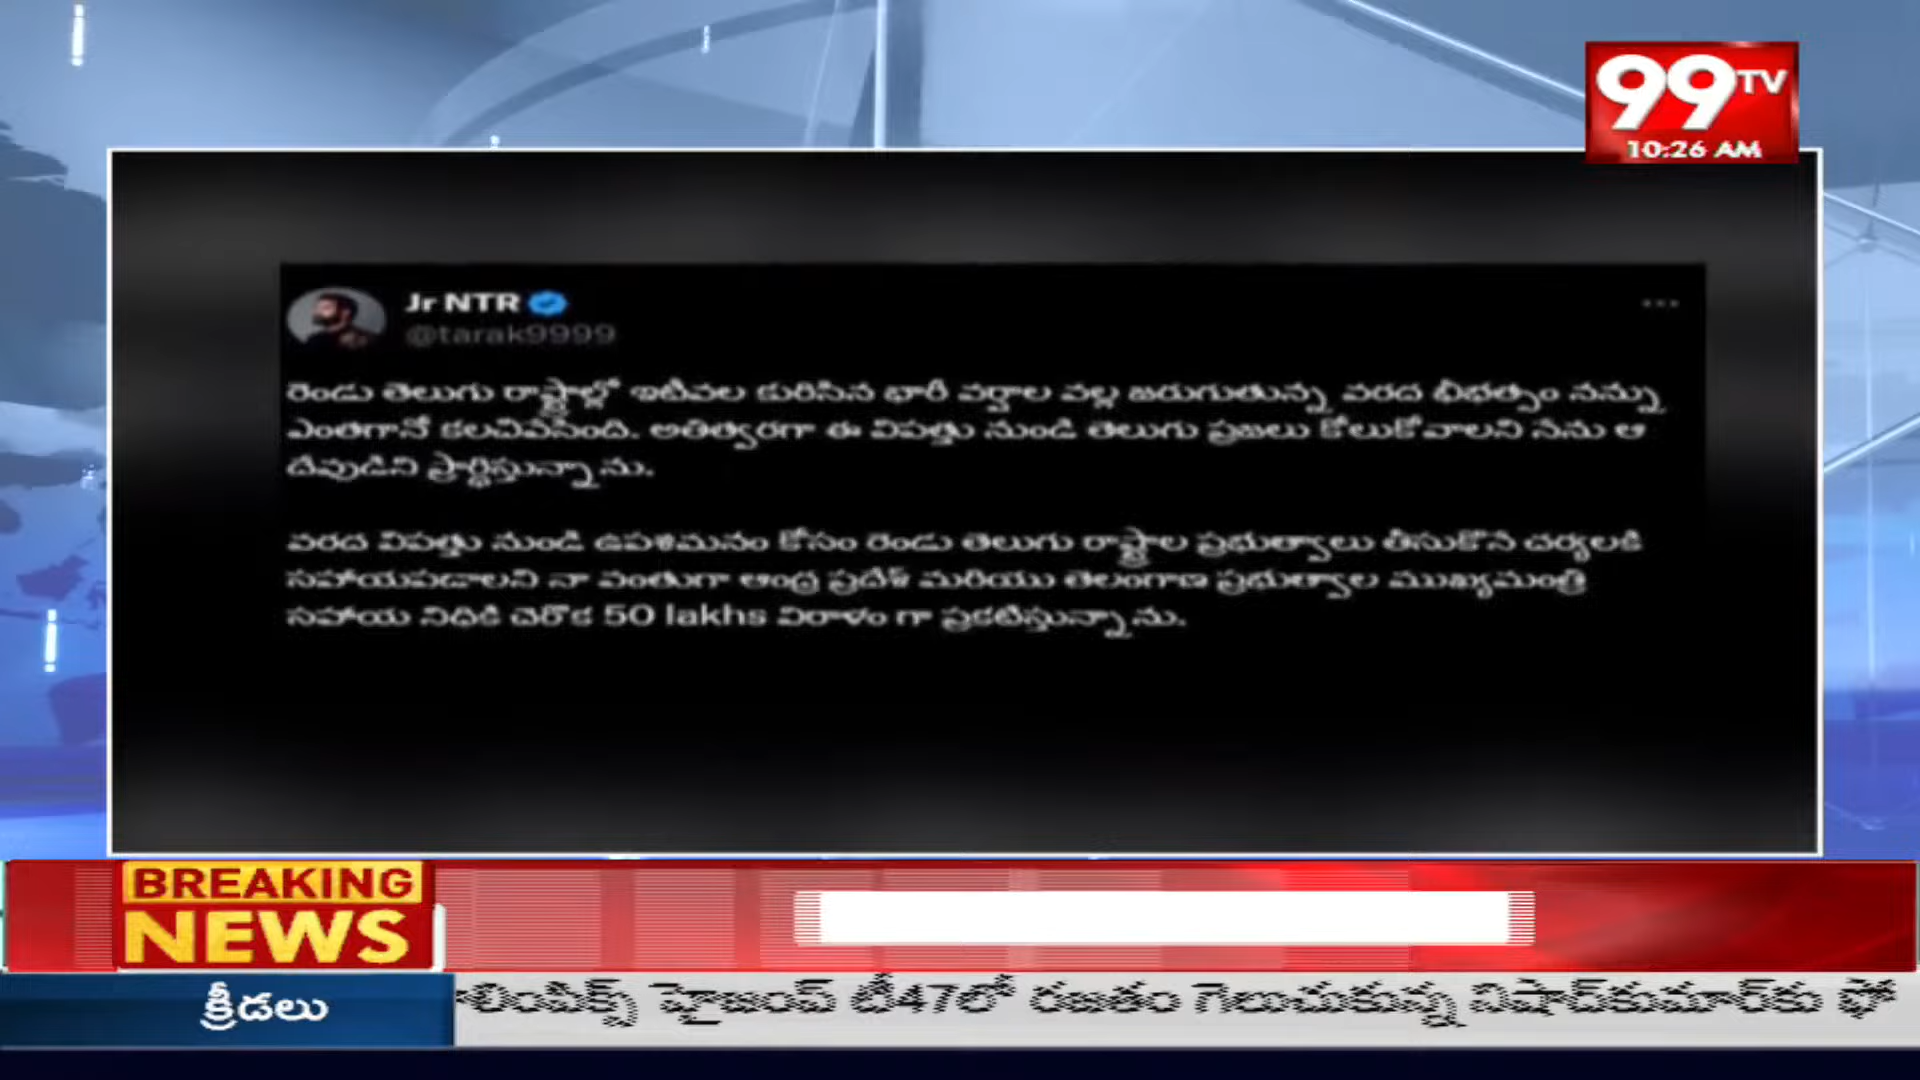 99 TV
10:26 AM
Jr NTR
@tarak9999
రెండు తెలుగు రాష్ట్రాల్లో ఇటీవల కురిసిన భారీ వర్షాల వల్ల జరుగుతున్న వరద భీభత్సం నన్ను
ఎంతగానో కలచివేసింది. అతిత్వరగా ఈ విపత్తు నుండి తెలుగు ప్రజలు కోలుకోవాలని నేను ఆ
దేవుడిని ప్రార్థిస్తున్నాను.
వరద విపత్తు నుండి ఉపశమనం కోసం రెండు తెలుగు రాష్ట్రాల ప్రభుత్వాలు తీసుకొనే చర్యలకి
సహాయపడాలని నా వంతుగా ఆంధ్ర ప్రదేశ్ మరియు తెలంగాణ ప్రభుత్వాల ముఖ్యమంత్రి
సహాయ నిధికి చెరొక 50 lakhs విరాళం గా ప్రకటిస్తున్నాను.
BREAKING
NEWS
క్రీడలు
హైజంప్ టీ47లో రజతం గెలుచుకున్న నిషాద్‌కుమార్‌కు